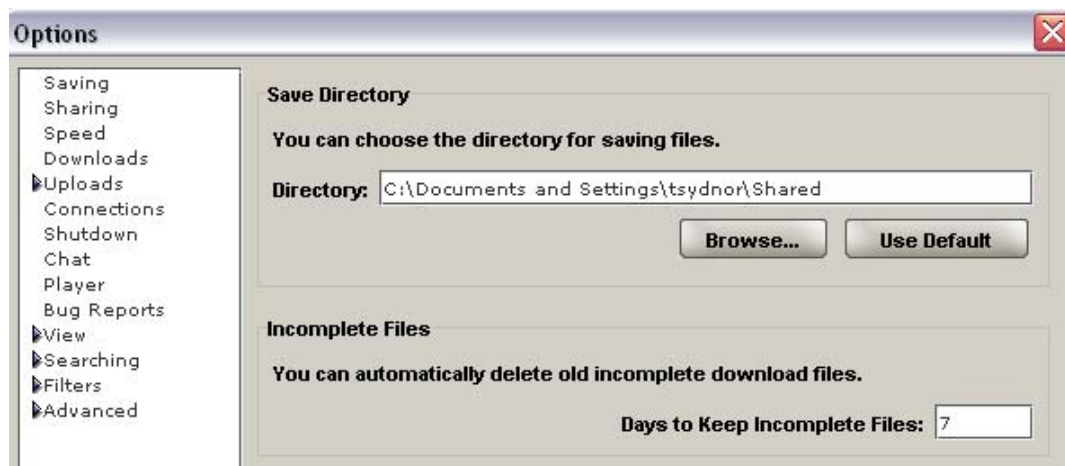 Options
Saving
Sharing
Speed
Downloads
Uploads
Connections
Shutdown
Chat
Player
Bug Reports
View
Searching
Filters
Advanced
Save Directory
You can choose the directory for saving files.
Directory: C:\Documents and Settings\tsydnor\Shared
Browse... Use Default
Incomplete Files
You can automatically delete old incomplete download files.
Days to Keep Incomplete Files: 7